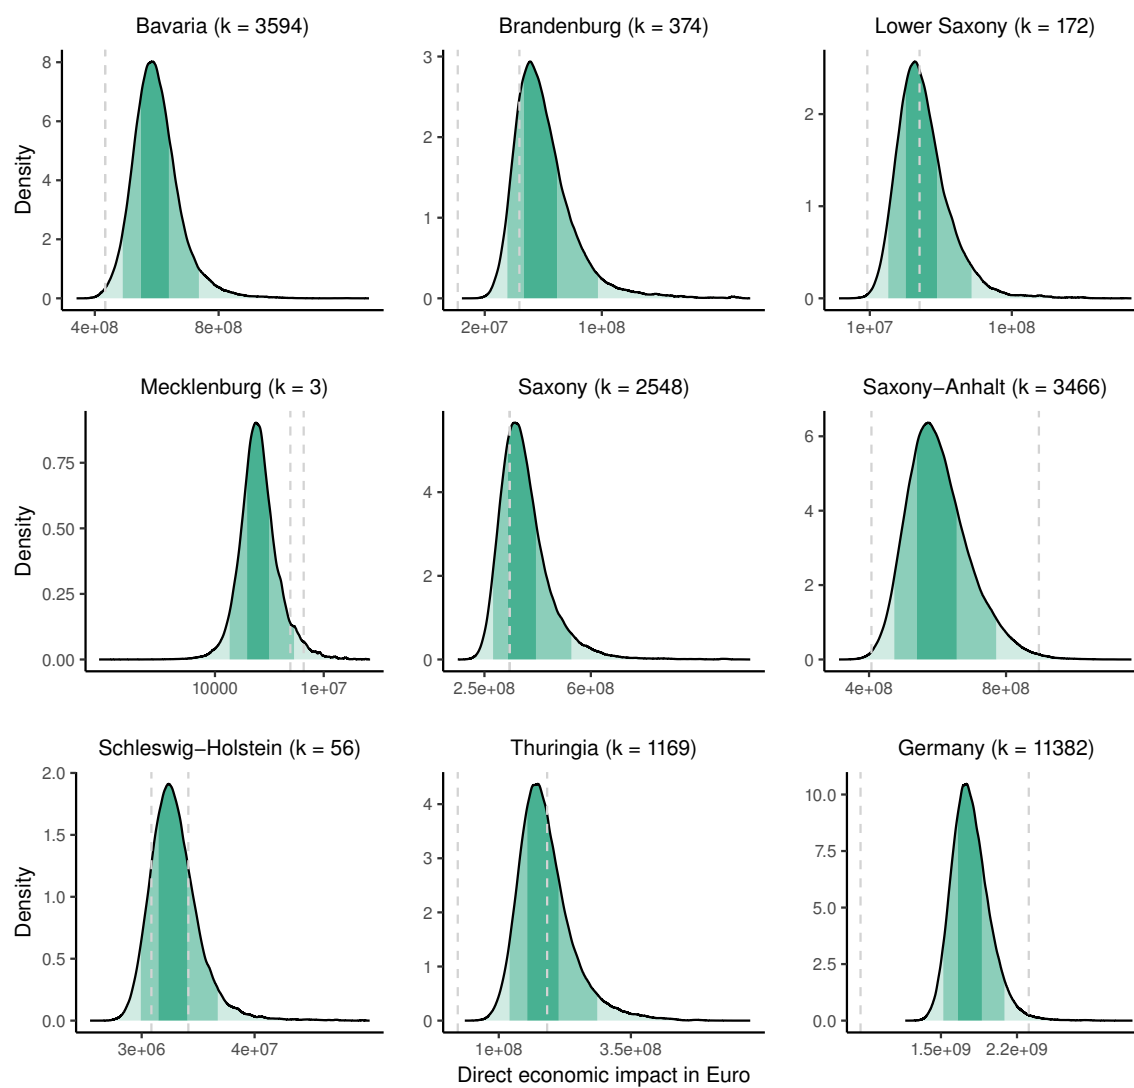 Bavaria (k = 3594)
Brandenburg (k = 374)
Lower Saxony (k = 172)
Density
8
6
4
2
0
4e+08
8e+08
3
2
1
0
2e+07
1e+08
2
1
0
1e+07
1e+08
Mecklenburg (k = 3)
Saxony (k = 2548)
Saxony−Anhalt (k = 3466)
Density
0.75
0.50
0.25
0.00
10000
1e+07
4
2
0
2.5e+08
6e+08
6
4
2
0
4e+08
8e+08
Schleswig−Holstein (k = 56)
Thuringia (k = 1169)
Germany (k = 11382)
Density
2.0
1.5
1.0
0.5
0.0
3e+06
4e+07
4
3
2
1
0
1e+08
3.5e+08
10.0
7.5
5.0
2.5
0.0
1.5e+09
2.2e+09
Direct economic impact in Euro